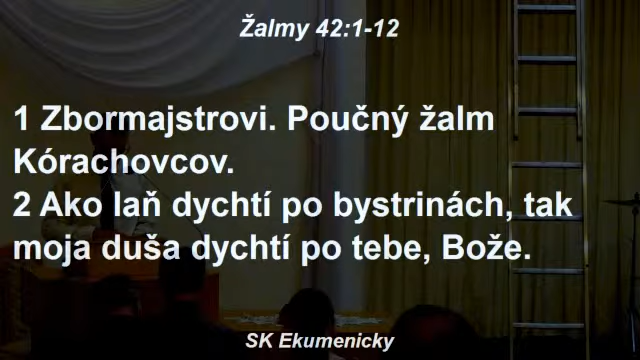 Žalmy 42:1-12
1 Zbormajstrovi. Poučný žalm
Kórachovcov.
2 Ako laň dychtí po bystrinách, tak
moja duša dychtí po tebe, Bože.
SK Ekumenicky